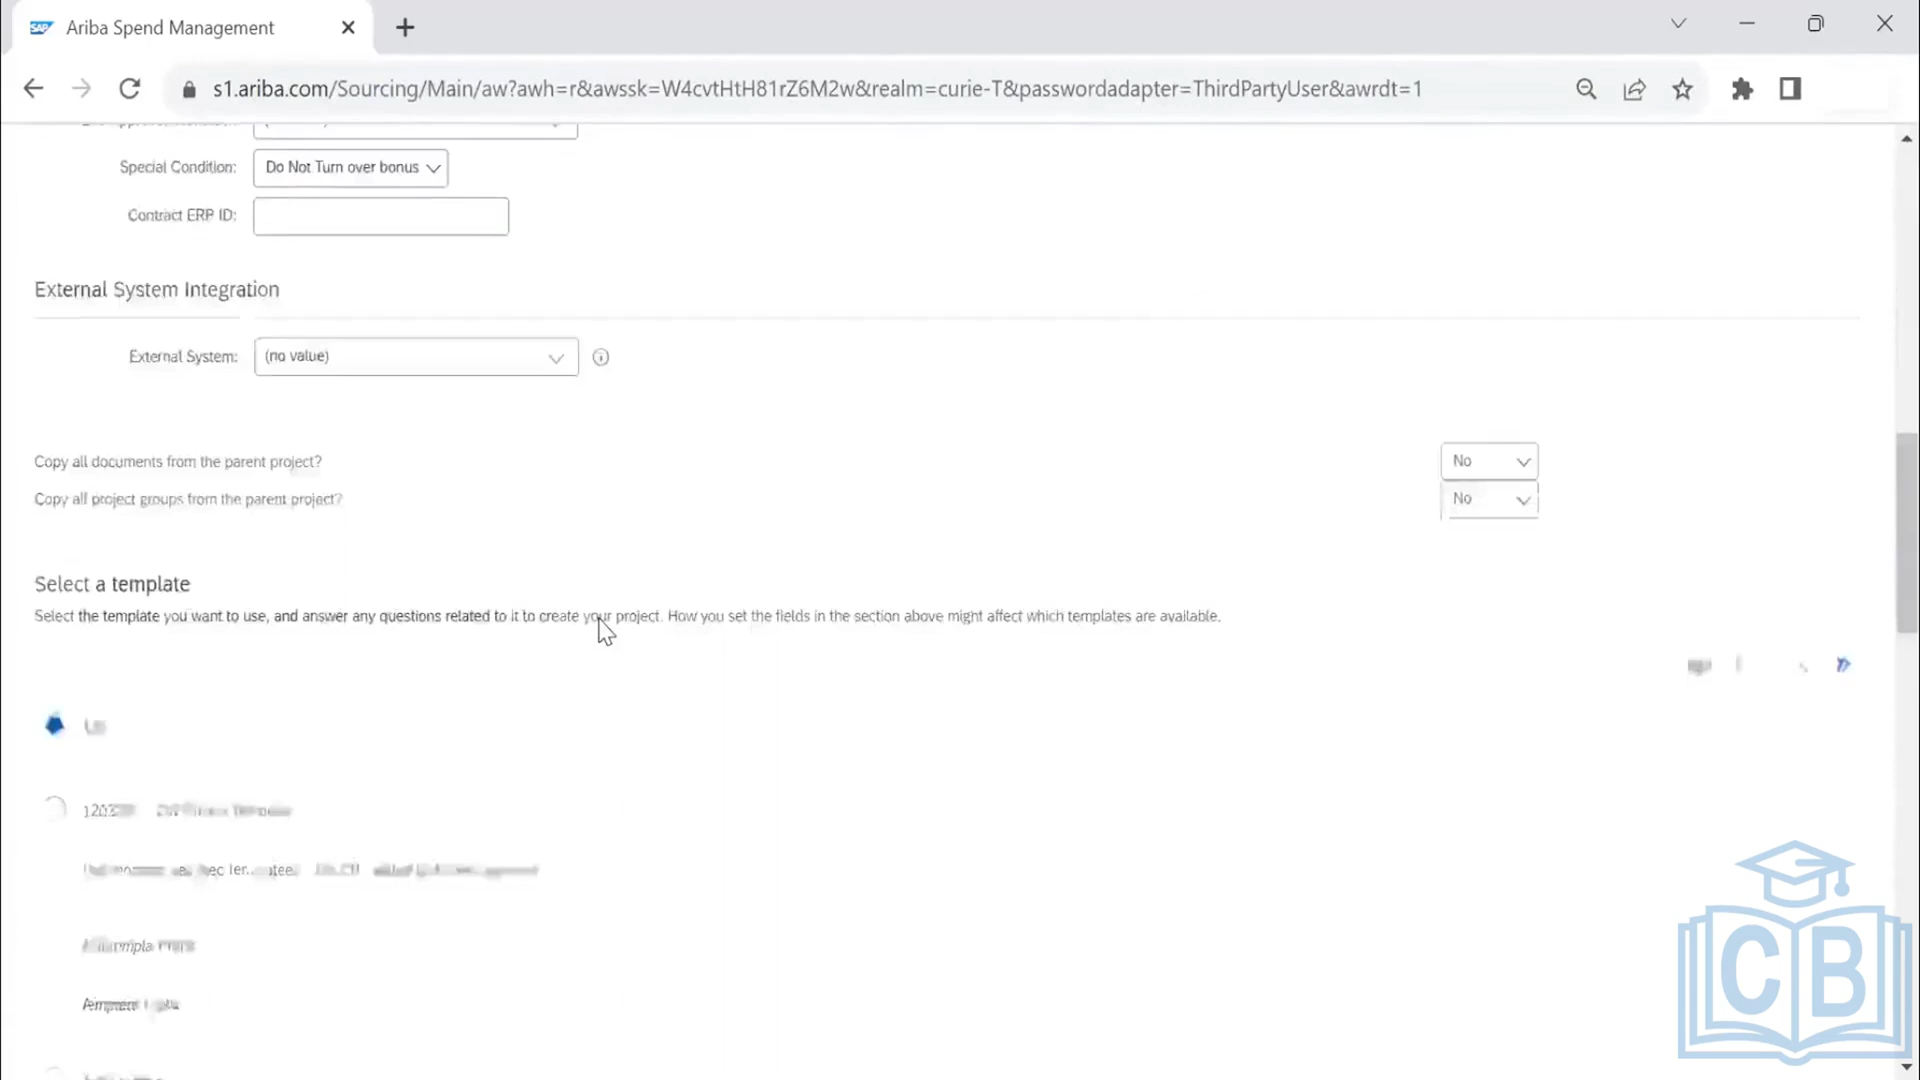 SAP Ariba Spend Management
s1.ariba.com/Sourcing/Main/aw?awh=r&awssk=W4cvtHtH81rZ6M2w&realm=curie-T&passwordadapter=ThirdPartyUser&awrdt=1
Special Condition: Do Not Turn over bonus
Contract ERP ID:
External System Integration
External System: (no value)
Copy all documents from the parent project? No
Copy all project groups from the parent project? No
Select a template
Select the template you want to use, and answer any questions related to it to create your project. How you set the fields in the section above might affect which templates are available.
CB